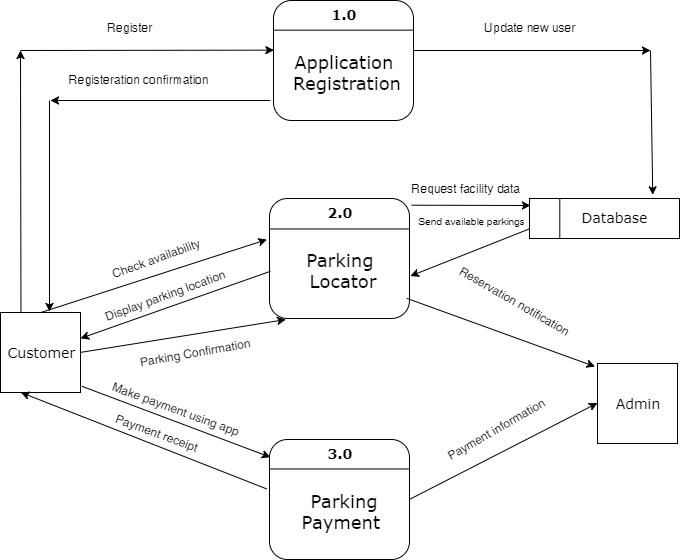 1.0
Register
Update new user
Application
Registration
Registeration confirmation
2.0
Request facility data
Database
Send available parkings
Check availability
Parking
Locator
Display parking location
Reservation notification
Customer
Parking Confirmation
Make payment using app
Admin
Payment receipt
Payment information
3.0
Parking
Payment